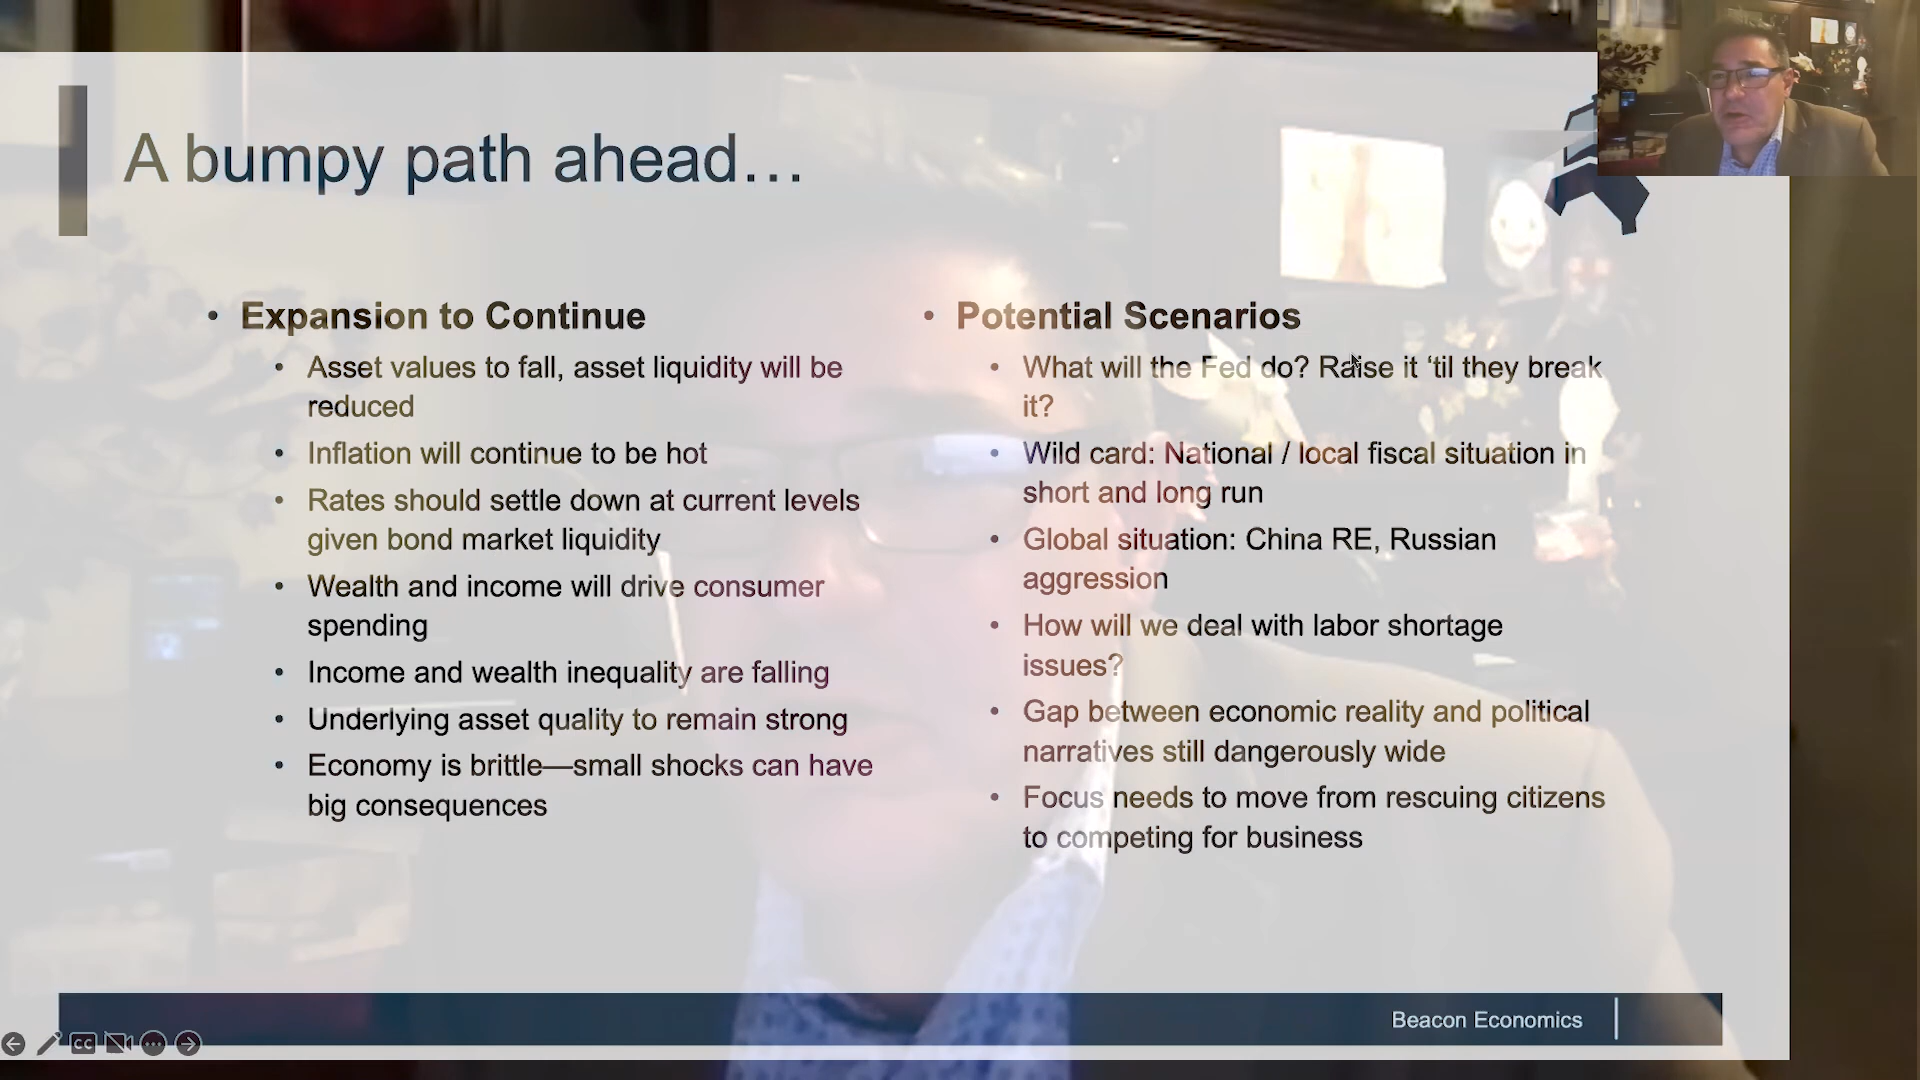 A bumpy path ahead…
• Expansion to Continue
• Asset values to fall, asset liquidity will be
reduced
• Inflation will continue to be hot
• Rates should settle down at current levels
given bond market liquidity
• Wealth and income will drive consumer
spending
• Income and wealth inequality are falling
• Underlying asset quality to remain strong
• Economy is brittle—small shocks can have
big consequences
• Potential Scenarios
• What will the Fed do? Raise it ‘til they break
it?
• Wild card: National / local fiscal situation in
short and long run
• Global situation: China RE, Russian
aggression
• How will we deal with labor shortage
issues?
• Gap between economic reality and political
narratives still dangerously wide
• Focus needs to move from rescuing citizens
to competing for business
Beacon Economics
CC